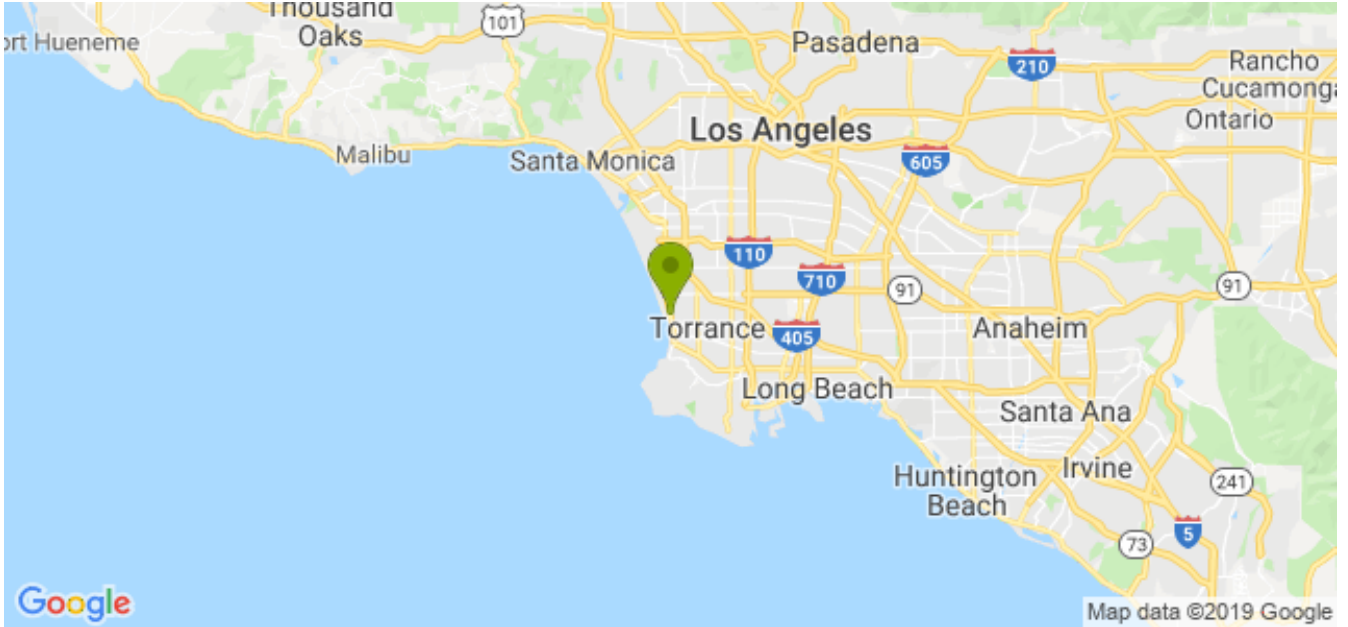 Thousand
Oaks
ort Hueneme
101
Pasadena
210
Rancho
Cucamonga
Ontario
Los Angeles
Malibu
Santa Monica
605
110
710
91
91
Torrance
405
Anaheim
Long Beach
Santa Ana
Huntington
Beach
Irvine
241
73
5
Google
Map data ©2019 Google